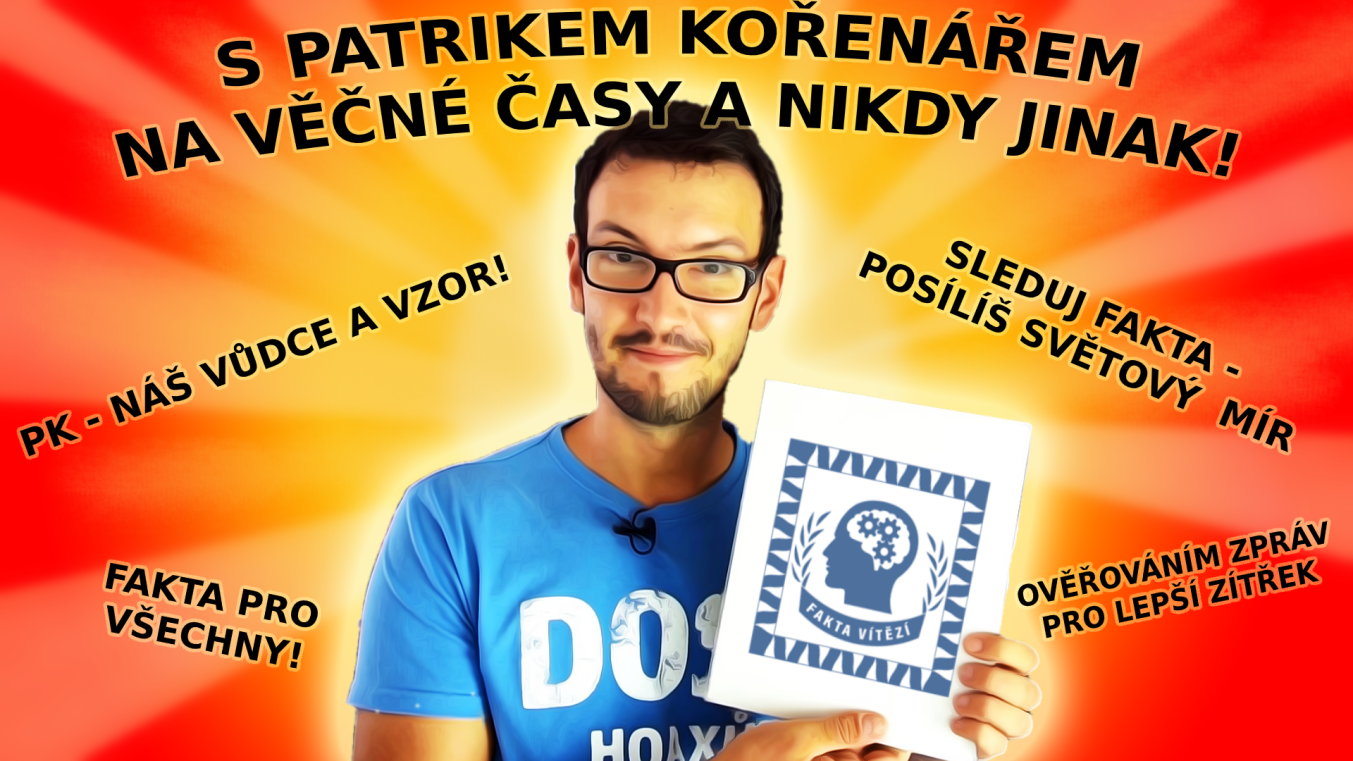 S PATRIKEM KOŘENÁŘEM
NA VĚČNÉ ČASY A NIKDY JINAK!
PK - NÁŠ VŮDCE A VZOR!
SLEDUJ FAKTA -
POSÍLÍŠ SVĚTOVÝ MÍR
FAKTA PRO
VŠECHNY!
OVĚŘOVÁNÍM ZPRÁV
PRO LEPŠÍ ZÍTŘEK
FAKTA VÍTĚZÍ
DOS
HOAXŮ